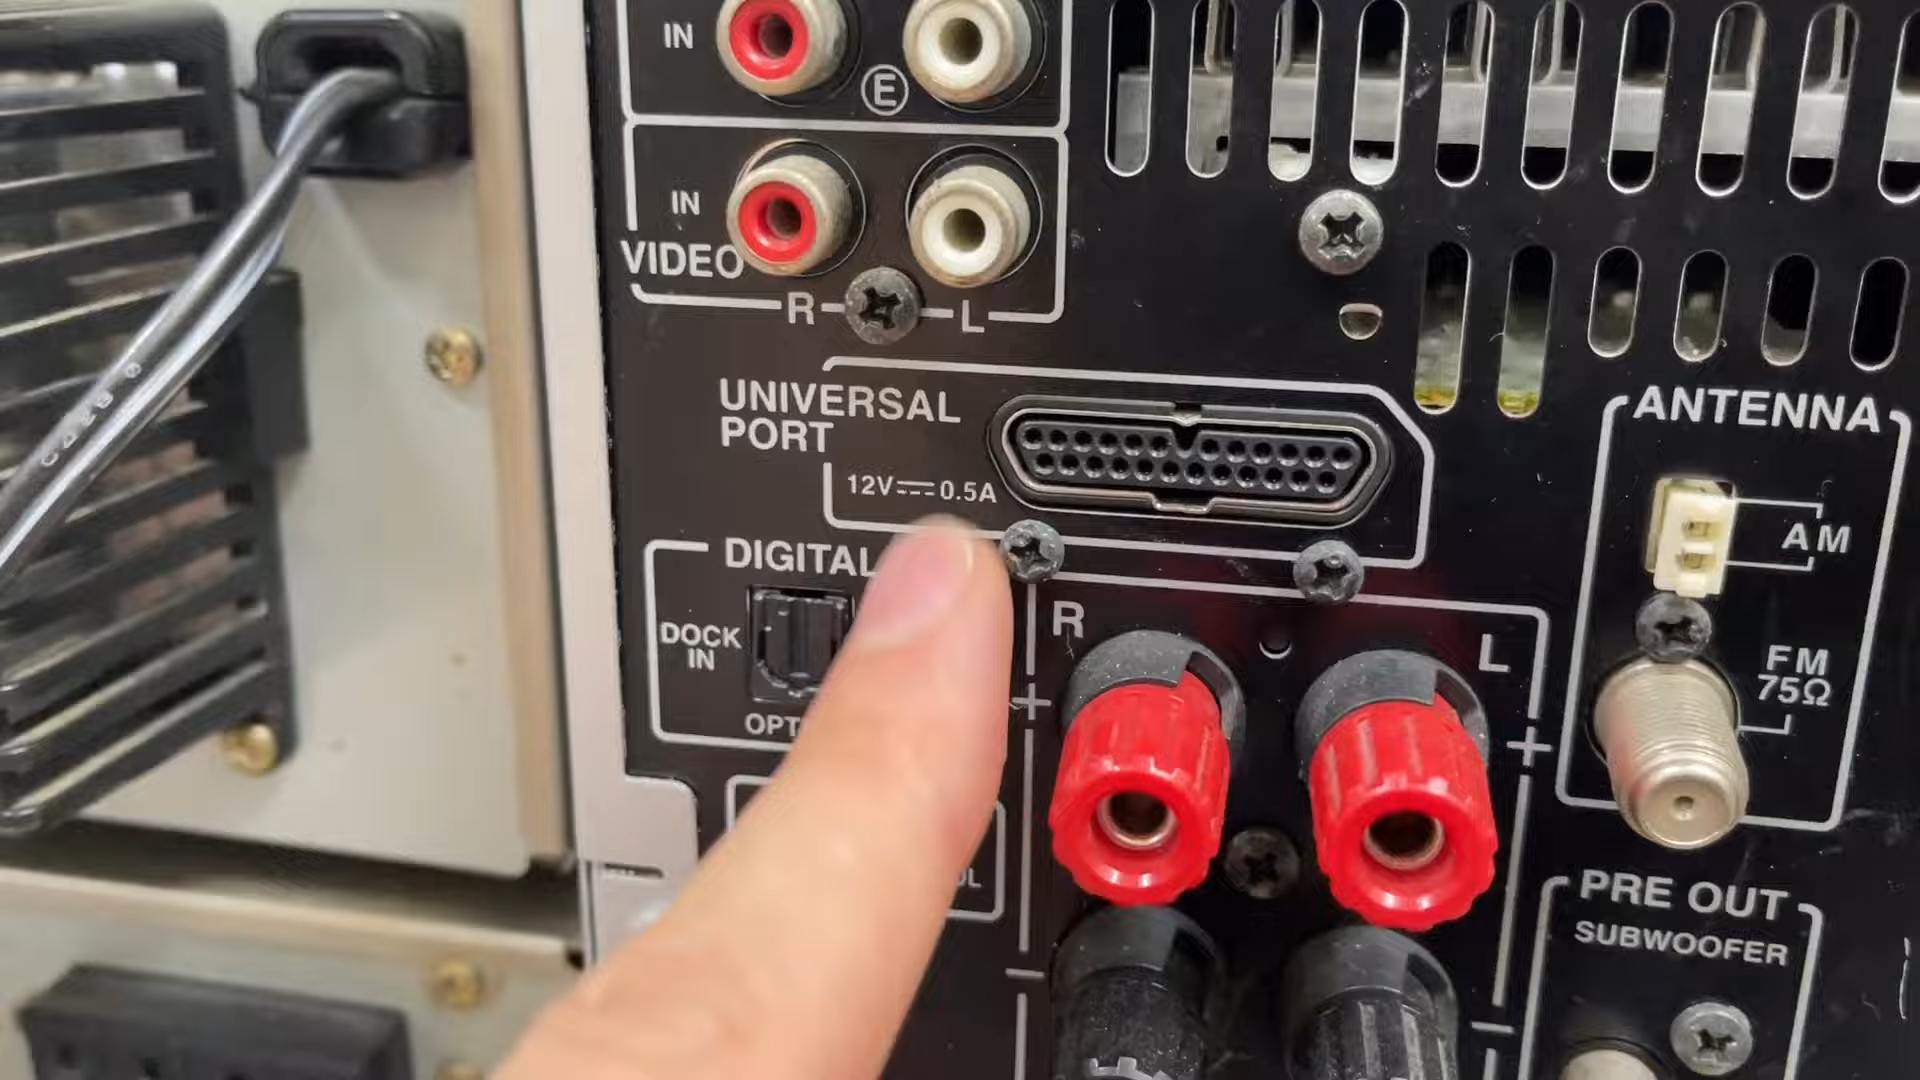 IN
E
IN
VIDEO
R
L
UNIVERSAL
PORT
12V⎓0.5A
ANTENNA
AM
DIGITAL
DOCK
IN
R
L
+
+
FM
75Ω
PRE OUT
SUBWOOFER